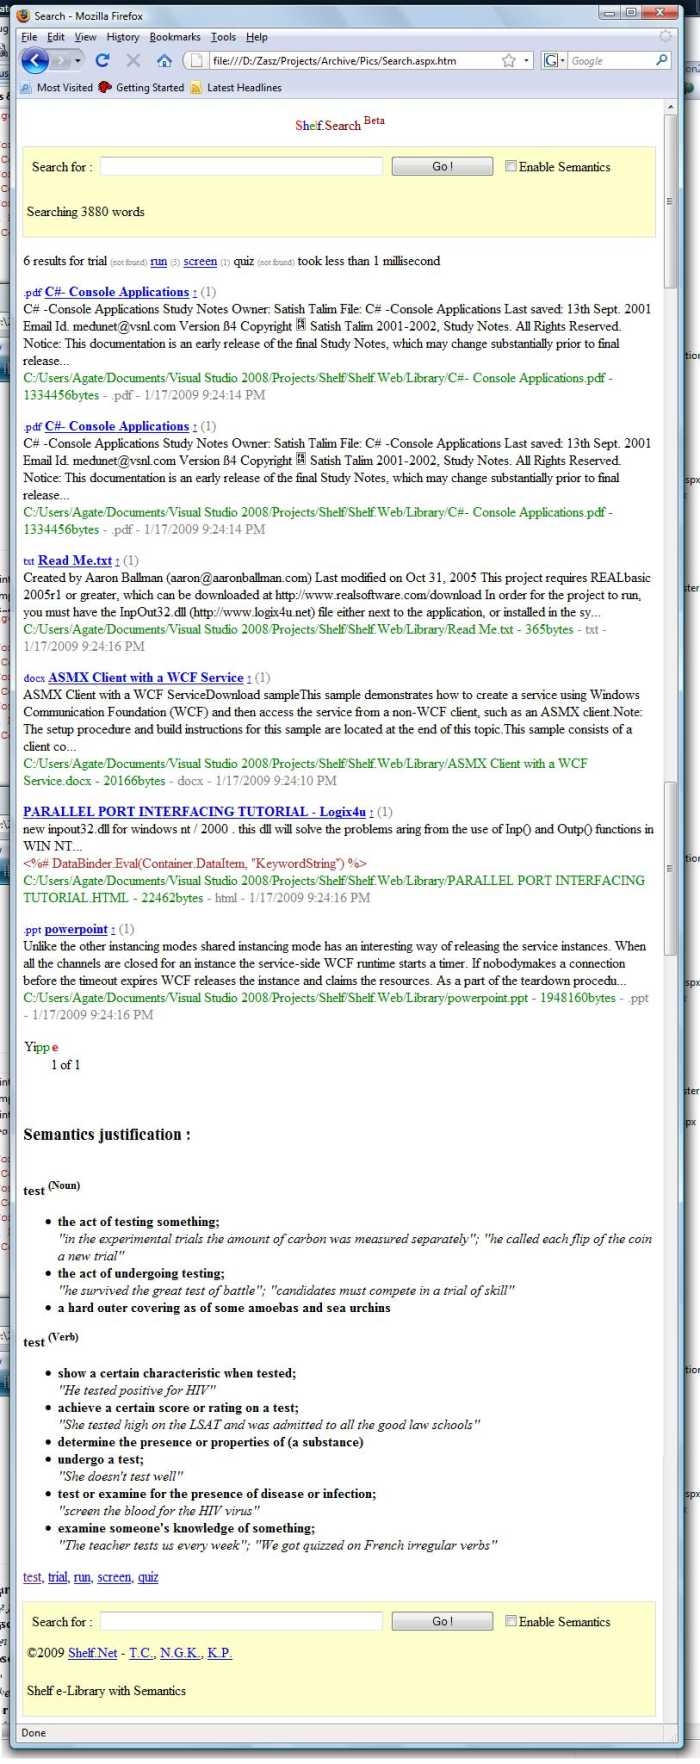 Search - Mozilla Firefox
File Edit View History Bookmarks Tools Help
file:///D:/Zasz/Projects/Archive/Pics/Search.aspx.htm
G Google
Most Visited Getting Started Latest Headlines
Shelf.Search Beta
Search for : Go ! Enable Semantics
Searching 3880 words
6 results for trial (not found) run (5) screen (1) quiz (not found) took less than 1 millisecond
.pdf C#- Console Applications : (1)
C# -Console Applications Study Notes Owner: Satish Talim File: C# -Console Applications Last saved: 13th Sept. 2001
Email Id. medunet@vsnl.com Version ß4 Copyright Satish Talim 2001-2002, Study Notes. All Rights Reserved.
Notice: This documentation is an early release of the final Study Notes, which may change substantially prior to final
release...
C:/Users/Agate/Documents/Visual Studio 2008/Projects/Shelf/Shelf.Web/Library/C#- Console Applications.pdf -
1334456bytes - .pdf - 1/17/2009 9:24:14 PM
.pdf C#- Console Applications : (1)
C# -Console Applications Study Notes Owner: Satish Talim File: C# -Console Applications Last saved: 13th Sept. 2001
Email Id. medunet@vsnl.com Version ß4 Copyright Satish Talim 2001-2002, Study Notes. All Rights Reserved.
Notice: This documentation is an early release of the final Study Notes, which may change substantially prior to final
release...
C:/Users/Agate/Documents/Visual Studio 2008/Projects/Shelf/Shelf.Web/Library/C#- Console Applications.pdf -
1334456bytes - .pdf - 1/17/2009 9:24:14 PM
txt Read Me.txt : (1)
Created by Aaron Ballman (aaron@aaronballman.com) Last modified on Oct 31, 2005 This project requires REALbasic
2005r1 or greater, which can be downloaded at http://www.realsoftware.com/download In order for the project to run,
you must have the InpOut32.dll (http://www.logix4u.net) file either next to the application, or installed in the sy...
C:/Users/Agate/Documents/Visual Studio 2008/Projects/Shelf/Shelf.Web/Library/Read Me.txt - 365bytes - txt -
1/17/2009 9:24:16 PM
docx ASMX Client with a WCF Service : (1)
ASMX Client with a WCF ServiceDownload sampleThis sample demonstrates how to create a service using Windows
Communication Foundation (WCF) and then access the service from a non-WCF client, such as an ASMX client.Note:
The setup procedure and build instructions for this sample are located at the end of this topic.This sample consists of a
client co...
C:/Users/Agate/Documents/Visual Studio 2008/Projects/Shelf/Shelf.Web/Library/ASMX Client with a WCF
Service.docx - 20166bytes - docx - 1/17/2009 9:24:10 PM
PARALLEL PORT INTERFACING TUTORIAL - Logix4u : (1)
new inpout32.dll for windows nt / 2000 . this dll will solve the problems aring from the use of Inp() and Outp() functions in
WIN NT...
<%# DataBinder.Eval(Container.DataItem, "KeywordString") %>
C:/Users/Agate/Documents/Visual Studio 2008/Projects/Shelf/Shelf.Web/Library/PARALLEL PORT INTERFACING
TUTORIAL.HTML - 22462bytes - html - 1/17/2009 9:24:16 PM
.ppt powerpoint : (1)
Unlike the other instancing modes shared instancing mode has an interesting way of releasing the service instances. When
all the channels are closed for an instance the service-side WCF runtime starts a timer. If nobodymakes a connection
before the timeout expires WCF releases the instance and claims the resources. As a part of the teardown procedu...
C:/Users/Agate/Documents/Visual Studio 2008/Projects/Shelf/Shelf.Web/Library/powerpoint.ppt - 1948160bytes - .ppt
- 1/17/2009 9:24:16 PM
Yippe
1 of 1
Semantics justification :
test (Noun)
• the act of testing something;
"in the experimental trials the amount of carbon was measured separately"; "he called each flip of the coin
a new trial"
• the act of undergoing testing;
"he survived the great test of battle"; "candidates must compete in a trial of skill"
• a hard outer covering as of some amoebas and sea urchins
test (Verb)
• show a certain characteristic when tested;
"He tested positive for HIV"
• achieve a certain score or rating on a test;
"She tested high on the LSAT and was admitted to all the good law schools"
• determine the presence or properties of (a substance)
• undergo a test;
"She doesn't test well"
• test or examine for the presence of disease or infection;
"screen the blood for the HIV virus"
• examine someone's knowledge of something;
"The teacher tests us every week"; "We got quizzed on French irregular verbs"
test, trial, run, screen, quiz
Search for : Go ! Enable Semantics
©2009 Shelf.Net - T.C., N.G.K., K.P.
Shelf e-Library with Semantics
Done